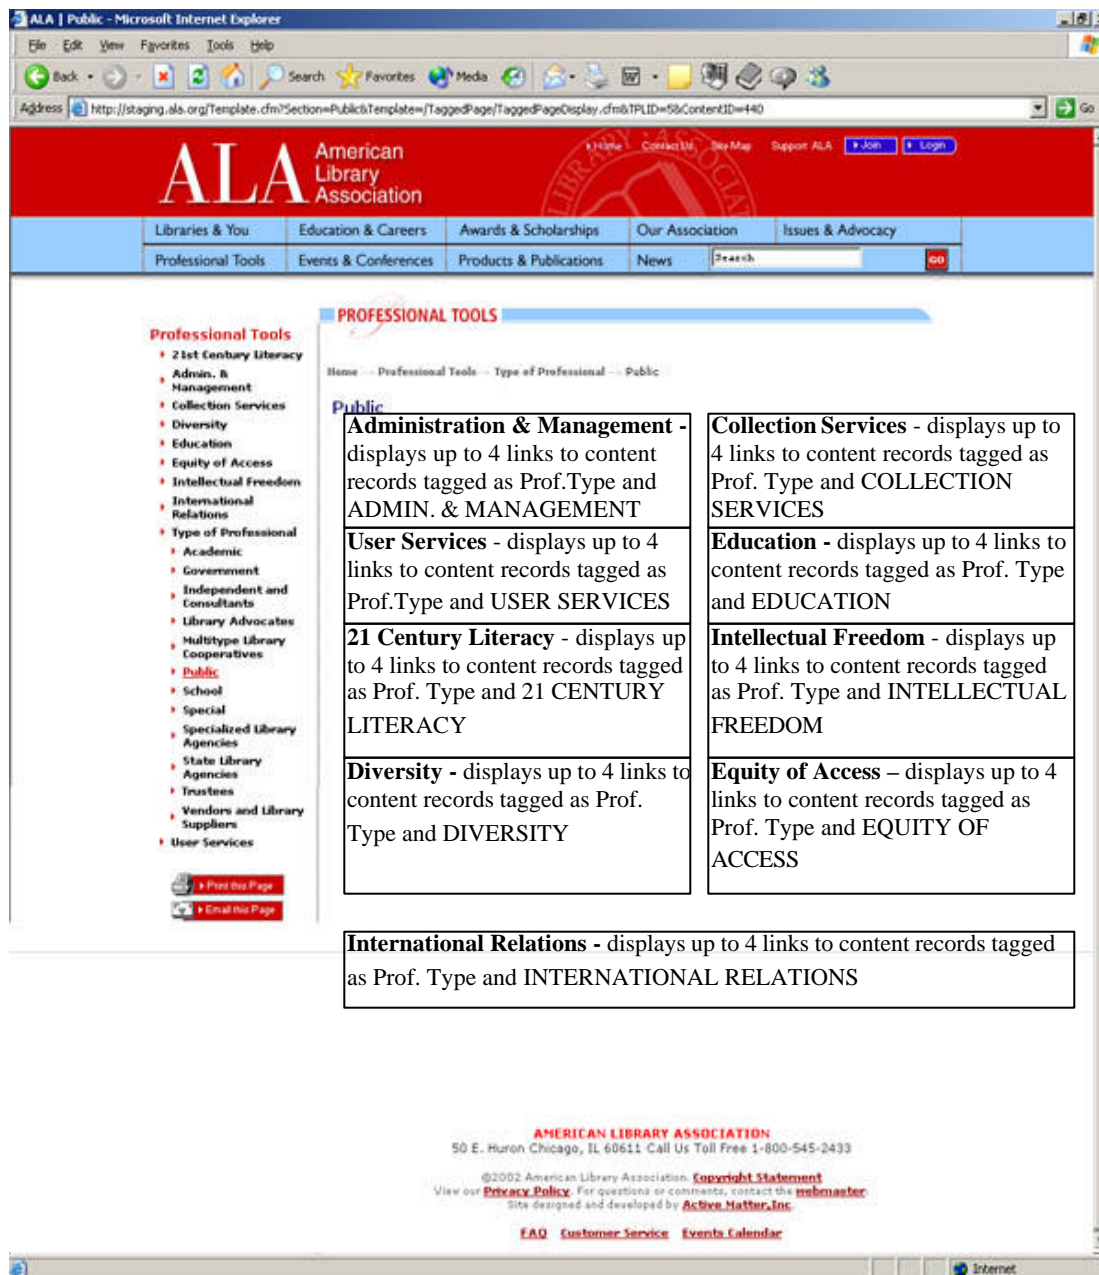 ALA | Public - Microsoft Internet Explorer
File Edit View Favorites Tools Help
Back Search Favorites Media
Address http://staging.ala.org/Template.cfm?Section=Public&Template=/TaggedPage/TaggedPageDisplay.cfm&TPLID=5&ContentID=440 Go
Home Contact Us Site Map Support ALA Join Login
ALA American
Library
Association
Libraries & You Education & Careers Awards & Scholarships Our Association Issues & Advocacy
Professional Tools Events & Conferences Products & Publications News Search GO
PROFESSIONAL TOOLS
Home Professional Tools Type of Professional Public
Public
Professional Tools
21st Century Literacy
Admin. &
Management
Collection Services
Diversity
Education
Equity of Access
Intellectual Freedom
International
Relations
Type of Professional
Academic
Government
Independent and
Consultants
Library Advocates
Multitype Library
Cooperatives
Public
School
Special
Specialized Library
Agencies
State Library
Agencies
Trustees
Vendors and Library
Suppliers
User Services
Print this Page
Email this Page
Administration & Management -
displays up to 4 links to content
records tagged as Prof.Type and
ADMIN. & MANAGEMENT
Collection Services - displays up to
4 links to content records tagged as
Prof. Type and COLLECTION
SERVICES
User Services - displays up to 4
links to content records tagged as
Prof.Type and USER SERVICES
Education - displays up to 4 links to
content records tagged as Prof. Type
and EDUCATION
21 Century Literacy - displays up
to 4 links to content records tagged
as Prof. Type and 21 CENTURY
LITERACY
Intellectual Freedom - displays up
to 4 links to content records tagged
as Prof. Type and INTELLECTUAL
FREEDOM
Diversity - displays up to 4 links to
content records tagged as Prof.
Type and DIVERSITY
Equity of Access – displays up to 4
links to content records tagged as
Prof. Type and EQUITY OF
ACCESS
International Relations - displays up to 4 links to content records tagged
as Prof. Type and INTERNATIONAL RELATIONS
AMERICAN LIBRARY ASSOCIATION
50 E. Huron Chicago, IL 60611 Call Us Toll Free 1-800-545-2433
©2002 American Library Association. Copyright Statement
View our Privacy Policy. For questions or comments, contact the webmaster.
Site designed and developed by Active Matter,Inc.
FAQ Customer Service Events Calendar
Internet